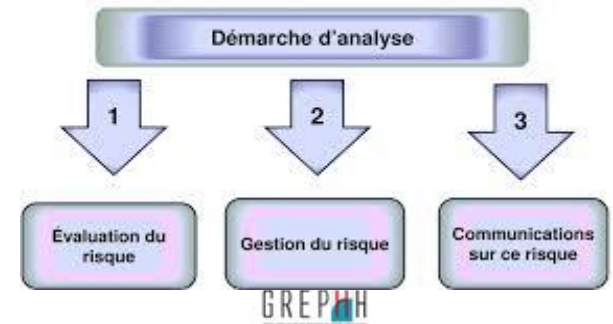 Démarche d'analyse
1
2
3
Évaluation du
risque
Gestion du risque
Communications
sur ce risque
GREPHH